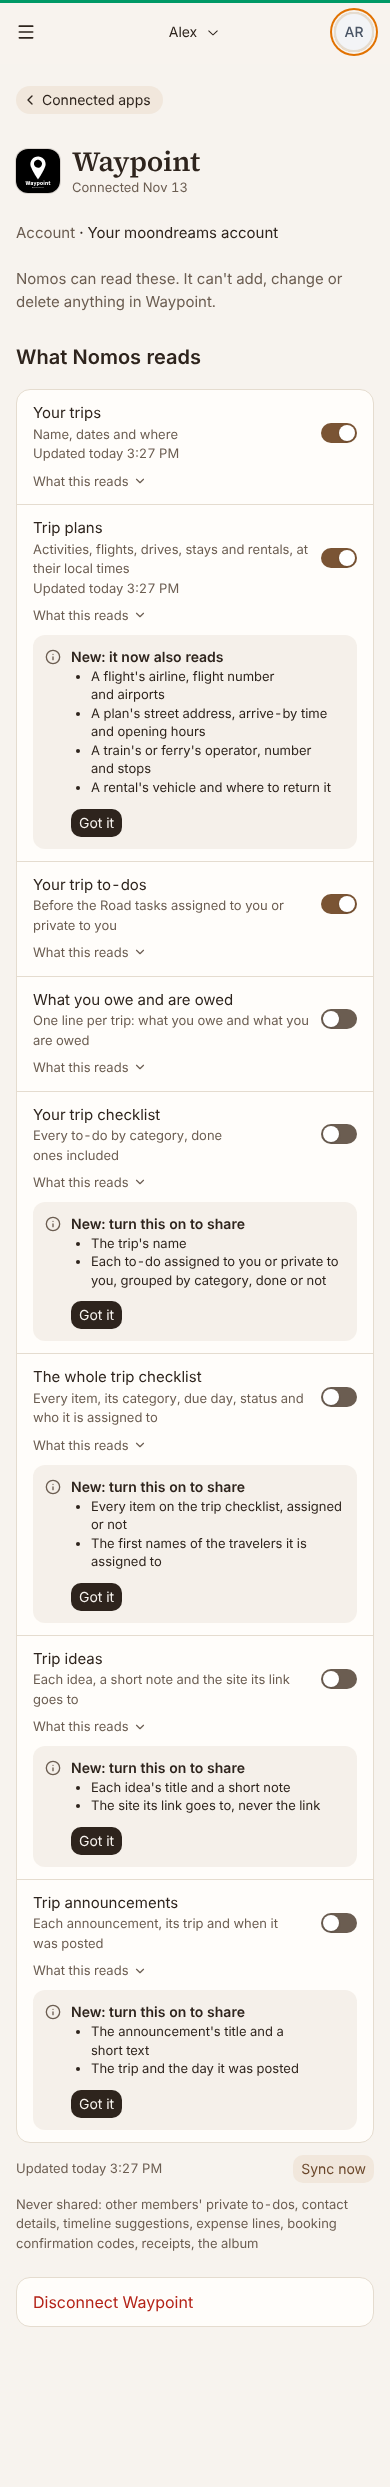 Alex
AR
Connected apps
Waypoint
Waypoint
Connected Nov 13
Account · Your moondreams account
Nomos can read these. It can't add, change or
delete anything in Waypoint.
What Nomos reads
Your trips
Name, dates and where
Updated today 3:27 PM
What this reads
Trip plans
Activities, flights, drives, stays and rentals, at
their local times
Updated today 3:27 PM
What this reads
New: it now also reads
• A flight's airline, flight number
and airports
• A plan's street address, arrive-by time
and opening hours
• A train's or ferry's operator, number
and stops
• A rental's vehicle and where to return it
Got it
Your trip to-dos
Before the Road tasks assigned to you or
private to you
What this reads
What you owe and are owed
One line per trip: what you owe and what you
are owed
What this reads
Your trip checklist
Every to-do by category, done
ones included
What this reads
New: turn this on to share
• The trip's name
• Each to-do assigned to you or private to
you, grouped by category, done or not
Got it
The whole trip checklist
Every item, its category, due day, status and
who it is assigned to
What this reads
New: turn this on to share
• Every item on the trip checklist, assigned
or not
• The first names of the travelers it is
assigned to
Got it
Trip ideas
Each idea, a short note and the site its link
goes to
What this reads
New: turn this on to share
• Each idea's title and a short note
• The site its link goes to, never the link
Got it
Trip announcements
Each announcement, its trip and when it
was posted
What this reads
New: turn this on to share
• The announcement's title and a
short text
• The trip and the day it was posted
Got it
Updated today 3:27 PM
Sync now
Never shared: other members' private to-dos, contact
details, timeline suggestions, expense lines, booking
confirmation codes, receipts, the album
Disconnect Waypoint